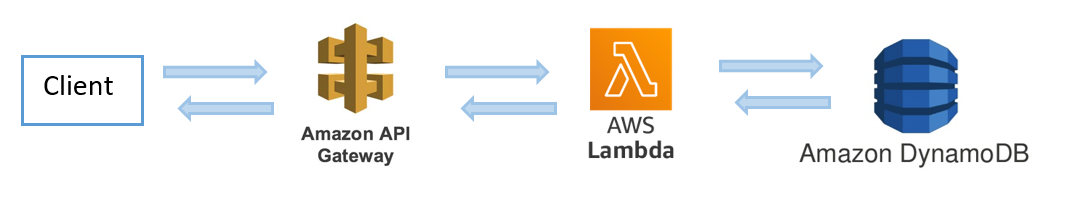 Client
Amazon API
Gateway
AWS
Lambda
Amazon DynamoDB